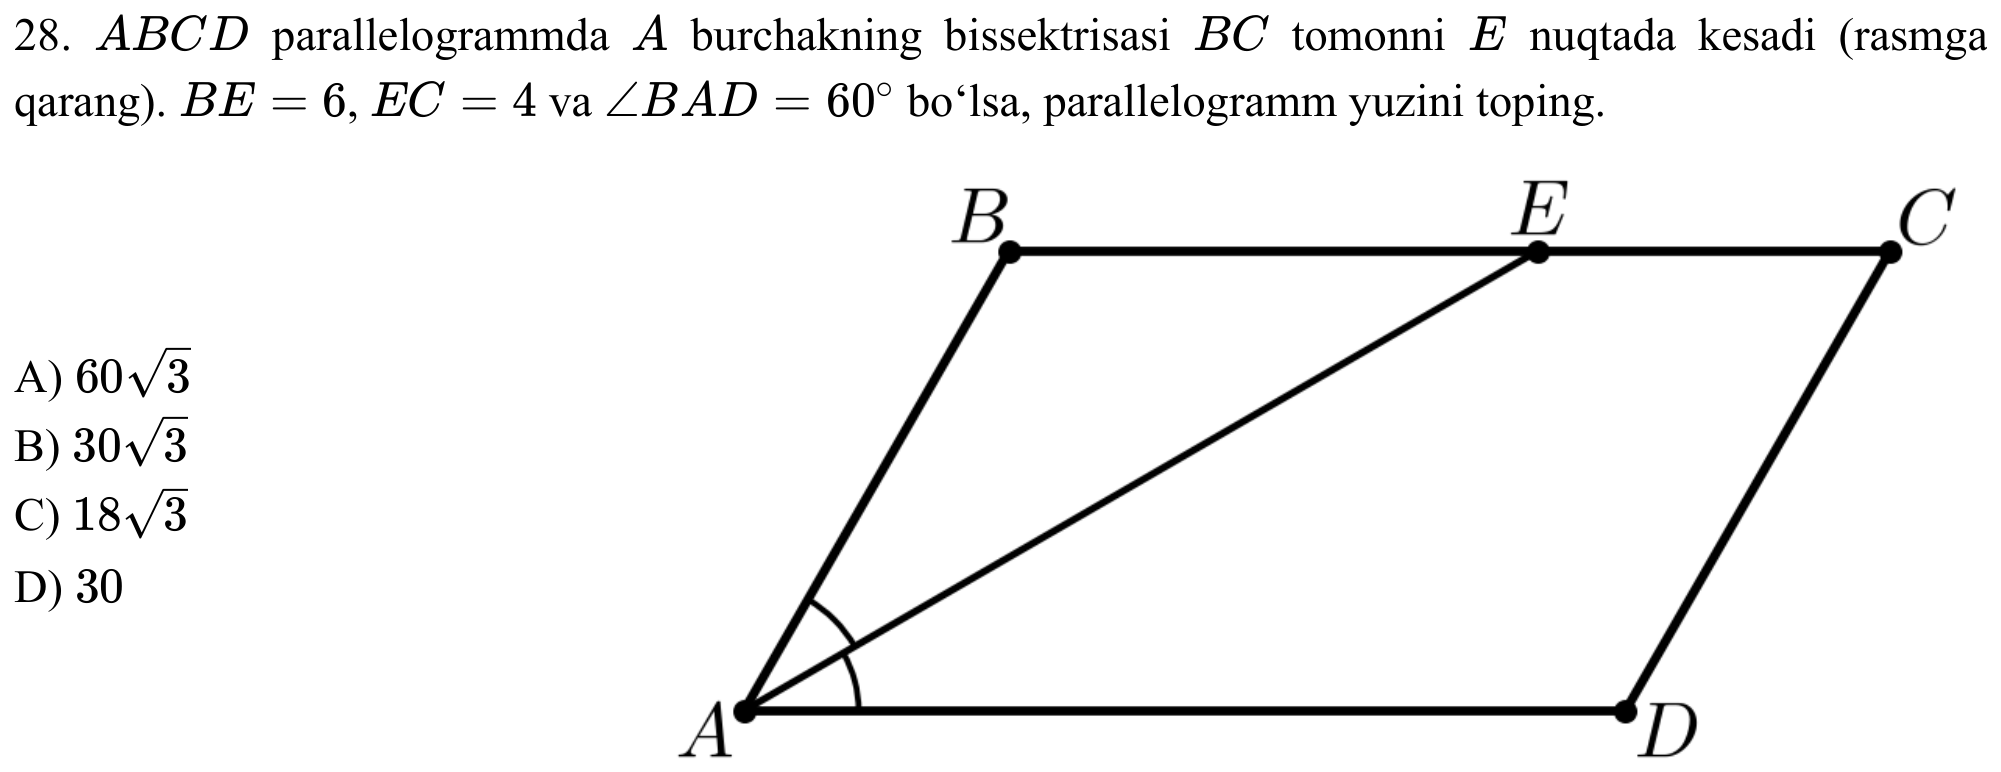 28. ABCD parallelogrammda A burchakning bissektrisasi BC tomonni E nuqtada kesadi (rasmga
qarang). BE = 6, EC = 4 va ∠BAD = 60° bo‘lsa, parallelogramm yuzini toping.
B
E
C
A) 60√3
B) 30√3
C) 18√3
D) 30
A
D